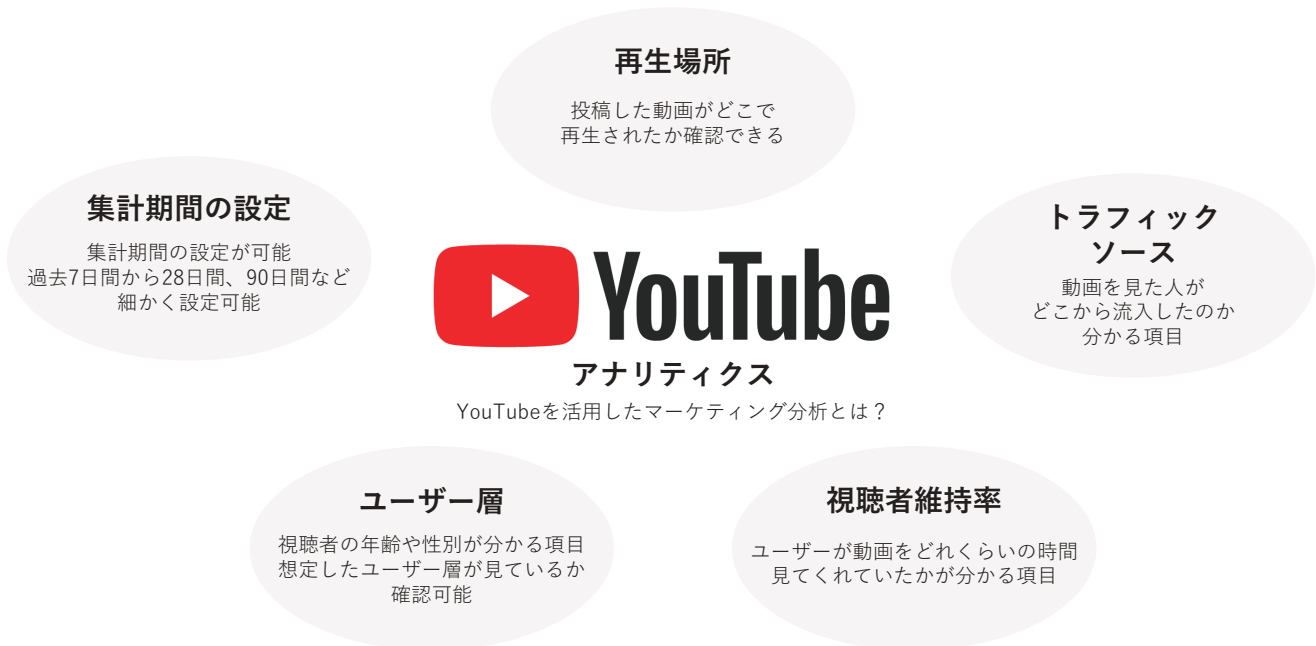 再生場所
投稿した動画がどこで
再生されたか確認できる
集計期間の設定
集計期間の設定が可能
過去7日間から28日間、90日間など
細かく設定可能
トラフィック
ソース
動画を見た人が
どこから流入したのか
分かる項目
YouTube
アナリティクス
YouTubeを活用したマーケティング分析とは？
ユーザー層
視聴者の年齢や性別が分かる項目
想定したユーザー層が見ているか
確認可能
視聴者維持率
ユーザーが動画をどれくらいの時間
見てくれていたかが分かる項目